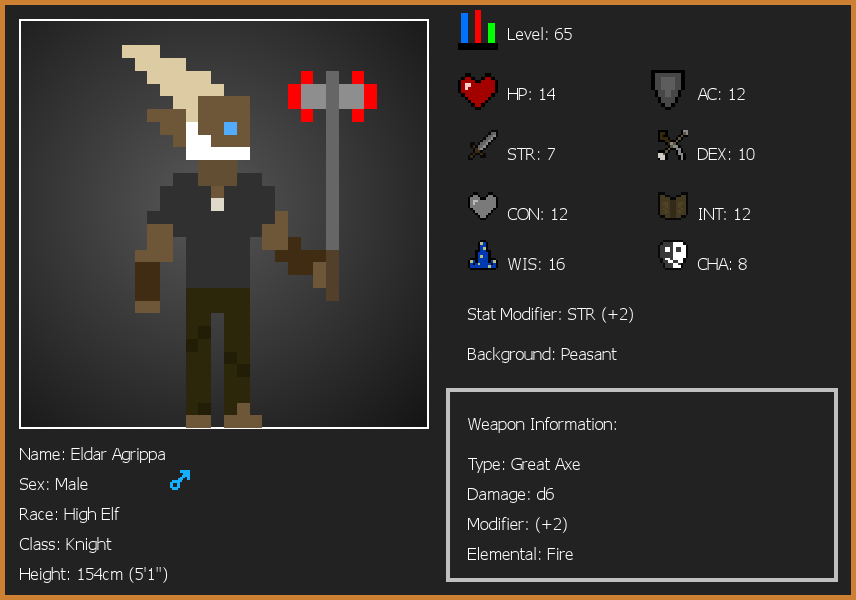 Level: 65
HP: 14
AC: 12
STR: 7
DEX: 10
CON: 12
INT: 12
WIS: 16
CHA: 8
Stat Modifier: STR (+2)
Background: Peasant
Weapon Information:
Type: Great Axe
Damage: d6
Modifier: (+2)
Elemental: Fire
Name: Eldar Agrippa
Sex: Male
Race: High Elf
Class: Knight
Height: 154cm (5'1")